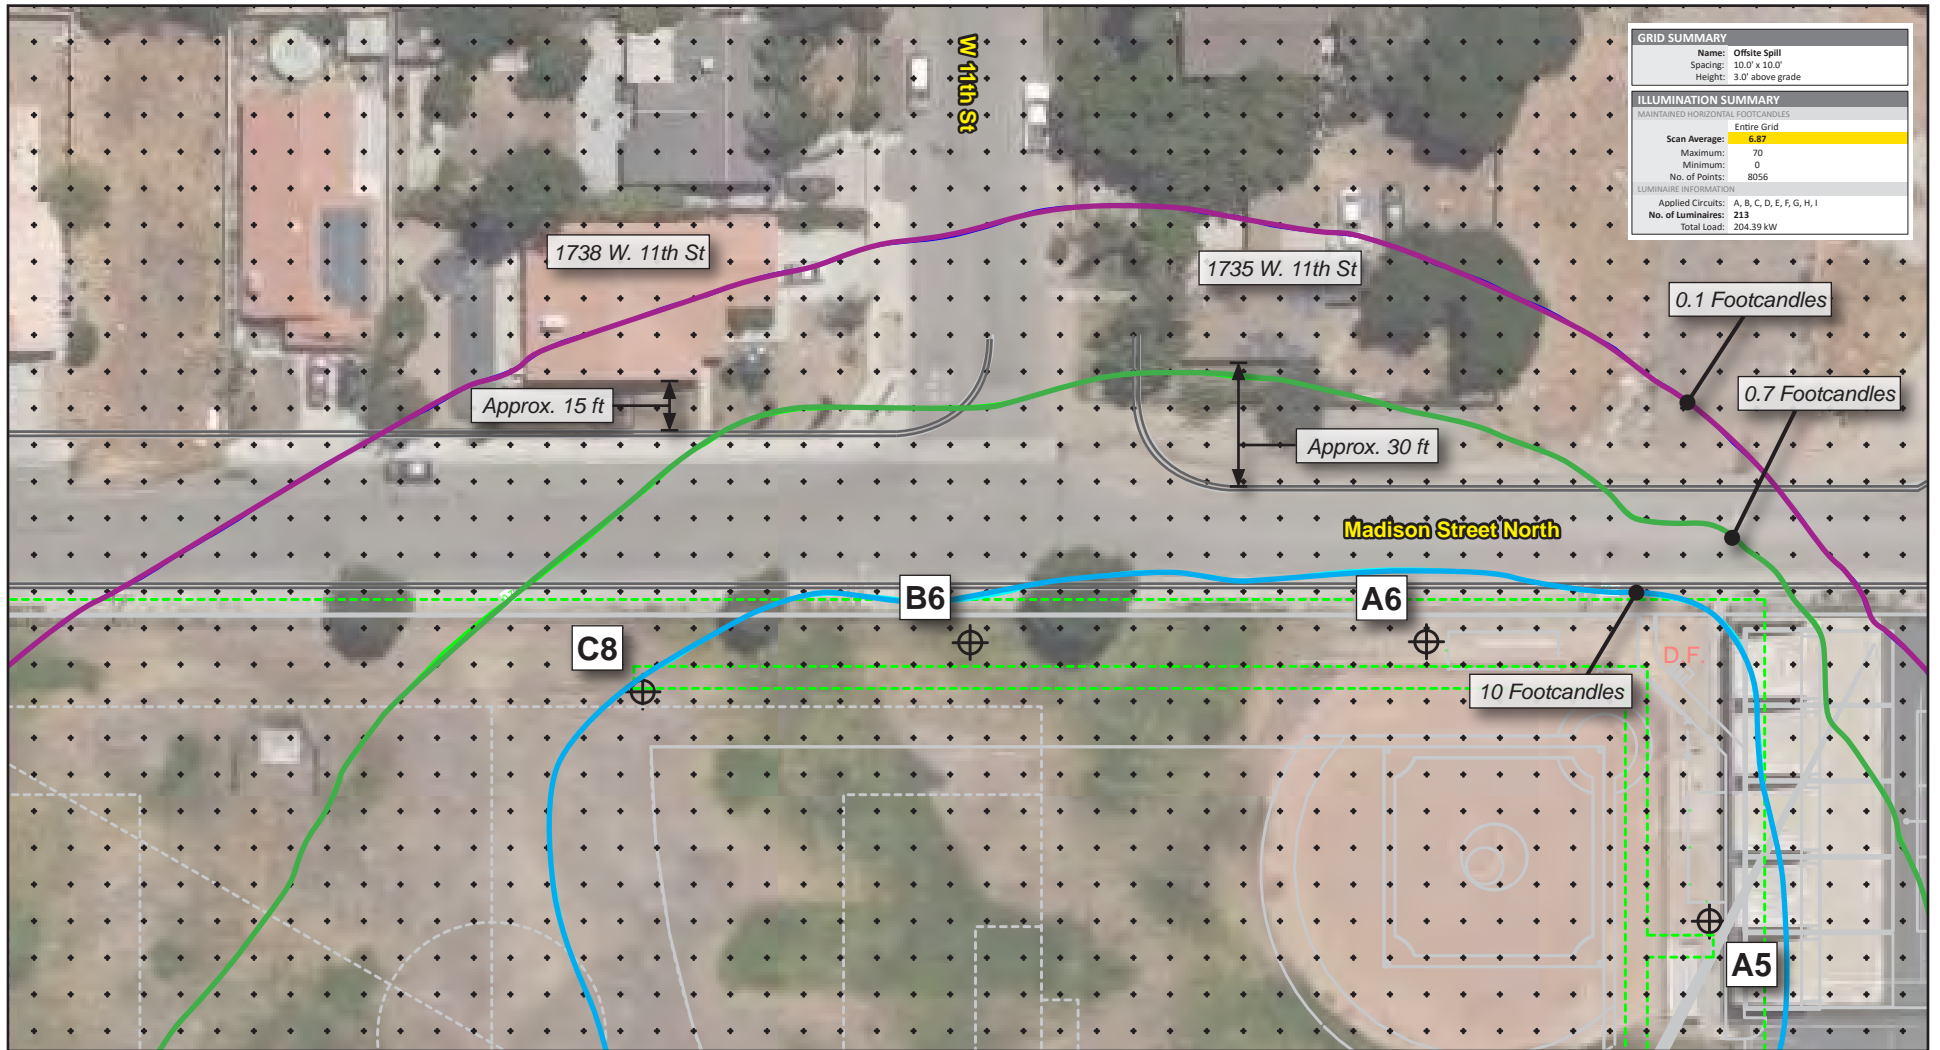 W 11th St
GRID SUMMARY
Name: Offsite Spill
Spacing: 10.0' x 10.0'
Height: 3.0' above grade
ILLUMINATION SUMMARY
MAINTAINED HORIZONTAL FOOTCANDLES
Entire Grid
Scan Average: 6.87
Maximum: 70
Minimum: 0
No. of Points: 8056
LUMINAIRE INFORMATION
Applied Circuits: A, B, C, D, E, F, G, H, I
No. of Luminaires: 213
Total Load: 204.39 kW
1738 W. 11th St
1735 W. 11th St
0.1 Footcandles
0.7 Footcandles
Approx. 15 ft
Approx. 30 ft
Madison Street North
B6
A6
C8
D.F.
10 Footcandles
A5